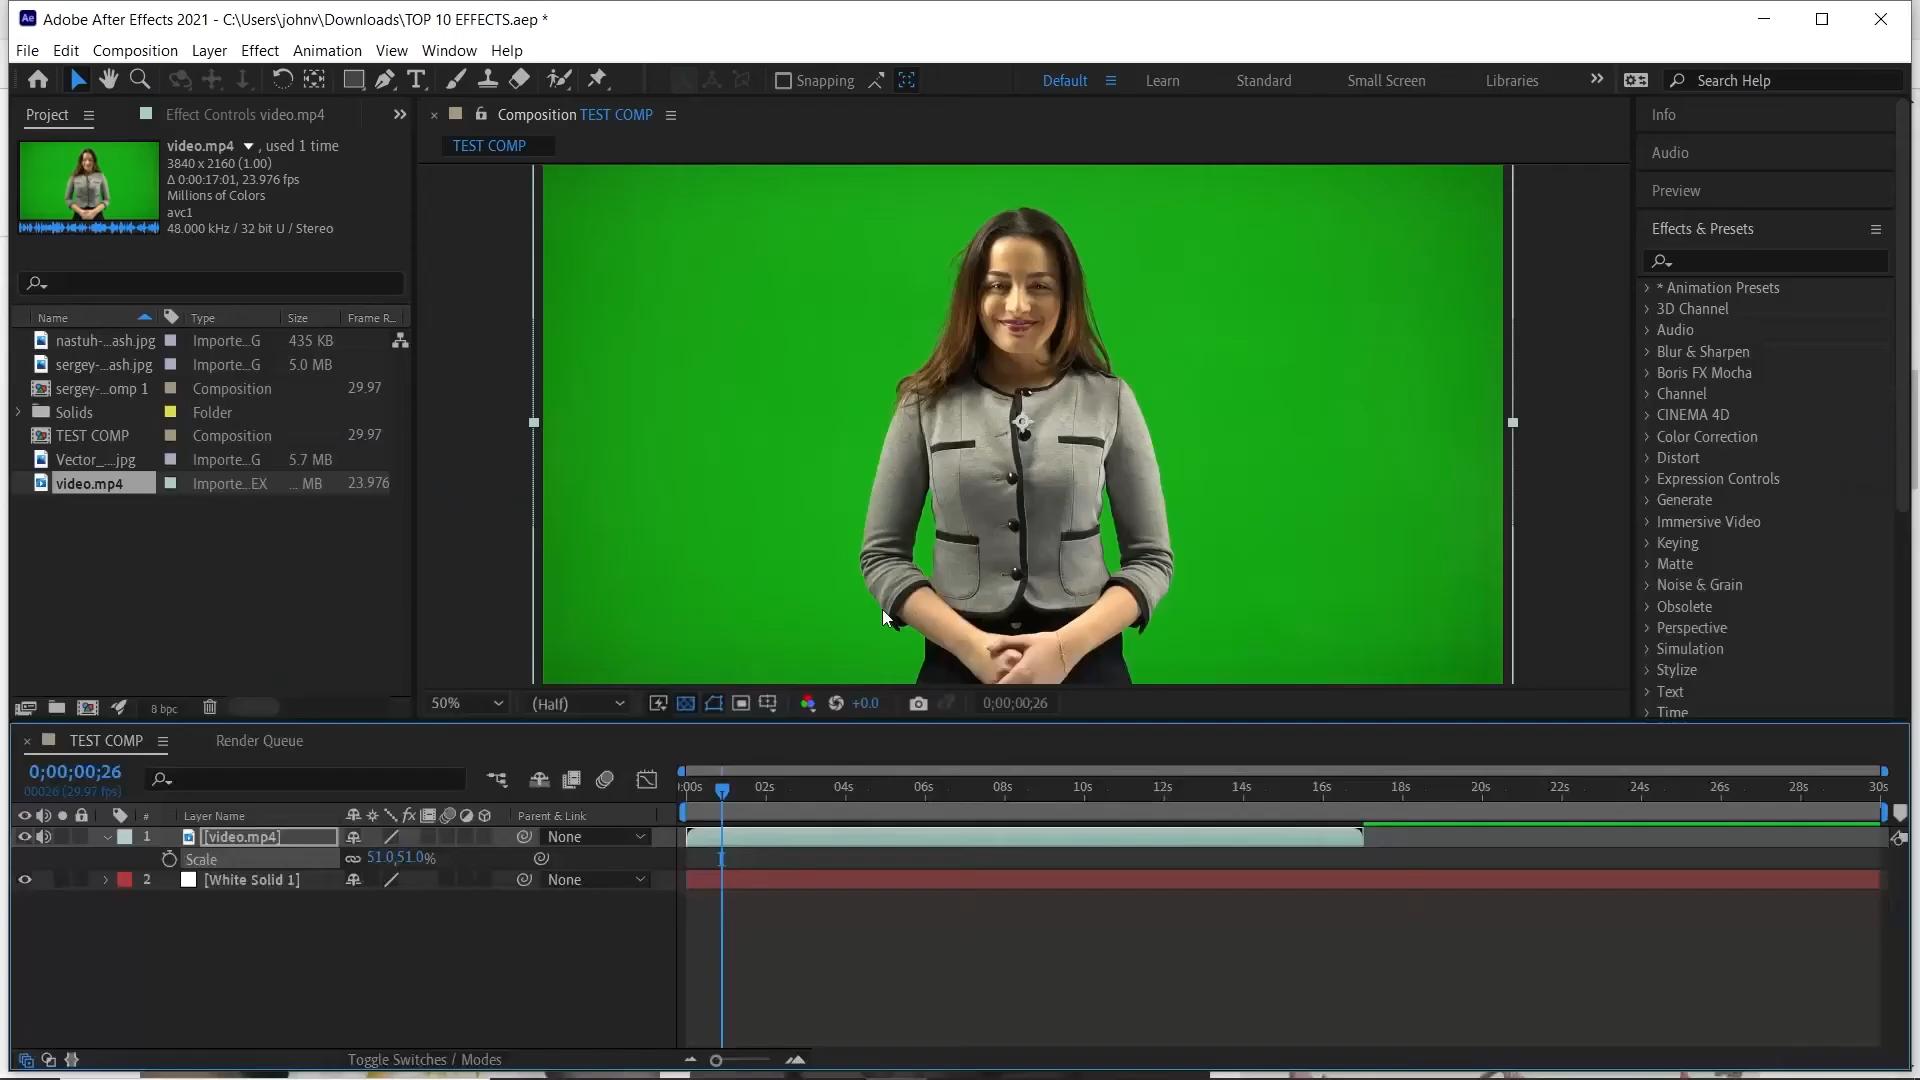 Adobe After Effects 2021 - C:\Users\johnv\Downloads\TOP 10 EFFECTS.aep *
File Edit Composition Layer Effect Animation View Window Help
Snapping Default Learn Standard Small Screen Libraries Search Help
Project Effect Controls video.mp4
video.mp4 , used 1 time
3840 x 2160 (1.00)
Δ 0:00:17:01, 23.976 fps
Millions of Colors
avc1
48.000 kHz / 32 bit U / Stereo
Name Type Size Frame R...
nastuh-...ash.jpg Importe...G 435 KB
sergey-...ash.jpg Importe...G 5.0 MB
sergey-...omp 1 Composition 29.97
Solids Folder
TEST COMP Composition 29.97
Vector_....jpg Importe...G 5.7 MB
video.mp4 Importe...EX ... MB 23.976
8 bpc
Composition TEST COMP
TEST COMP
50% (Half) +0.0 0;00;00;26
Info
Audio
Preview
Effects & Presets
* Animation Presets
3D Channel
Audio
Blur & Sharpen
Boris FX Mocha
Channel
CINEMA 4D
Color Correction
Distort
Expression Controls
Generate
Immersive Video
Keying
Matte
Noise & Grain
Obsolete
Perspective
Simulation
Stylize
Text
Time
TEST COMP Render Queue
0;00;00;26
00026 (29.97 fps)
:00s 02s 04s 06s 08s 10s 12s 14s 16s 18s 20s 22s 24s 26s 28s 30s
# Layer Name Parent & Link
1 [video.mp4] None
Scale 51.0,51.0%
2 [White Solid 1] None
Toggle Switches / Modes